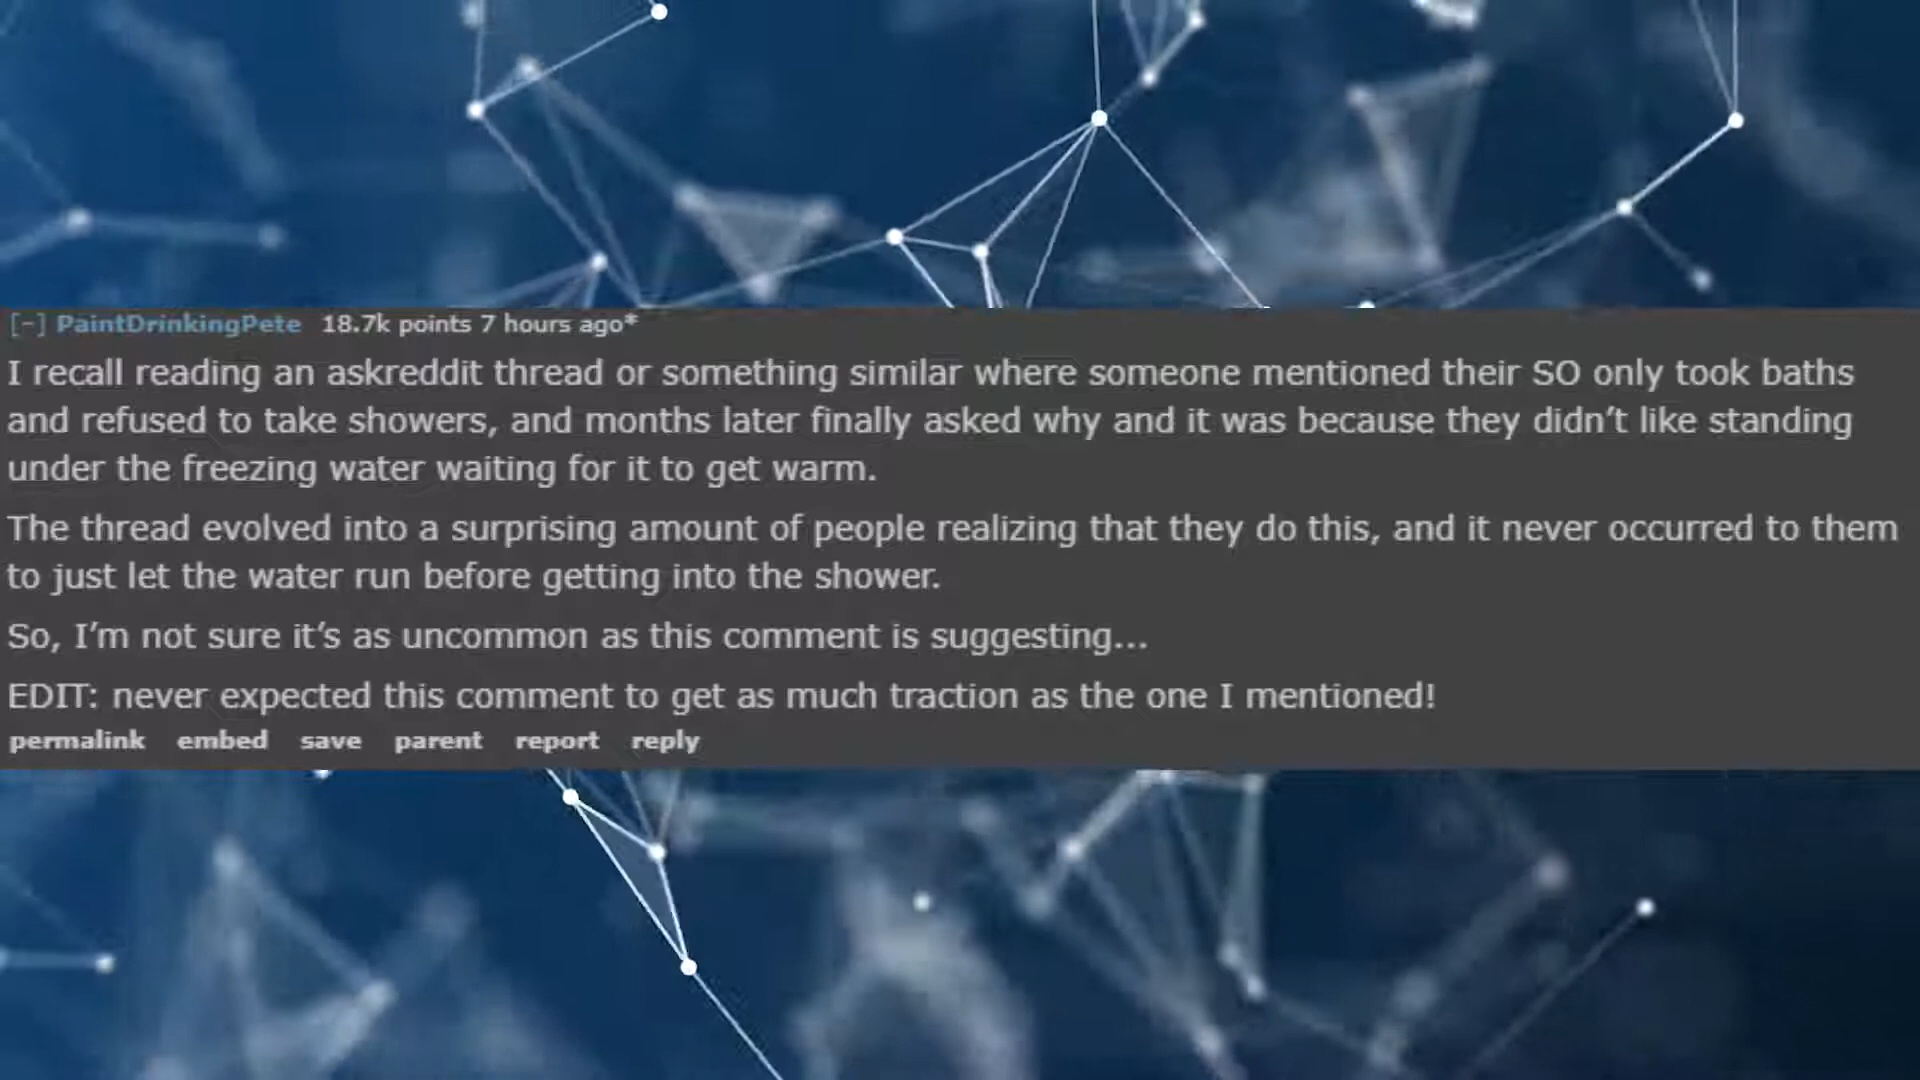 [-] PaintDrinkingPete 18.7k points 7 hours ago*
I recall reading an askreddit thread or something similar where someone mentioned their SO only took baths
and refused to take showers, and months later finally asked why and it was because they didn’t like standing
under the freezing water waiting for it to get warm.
The thread evolved into a surprising amount of people realizing that they do this, and it never occurred to them
to just let the water run before getting into the shower.
So, I’m not sure it’s as uncommon as this comment is suggesting...
EDIT: never expected this comment to get as much traction as the one I mentioned!
permalink embed save parent report reply